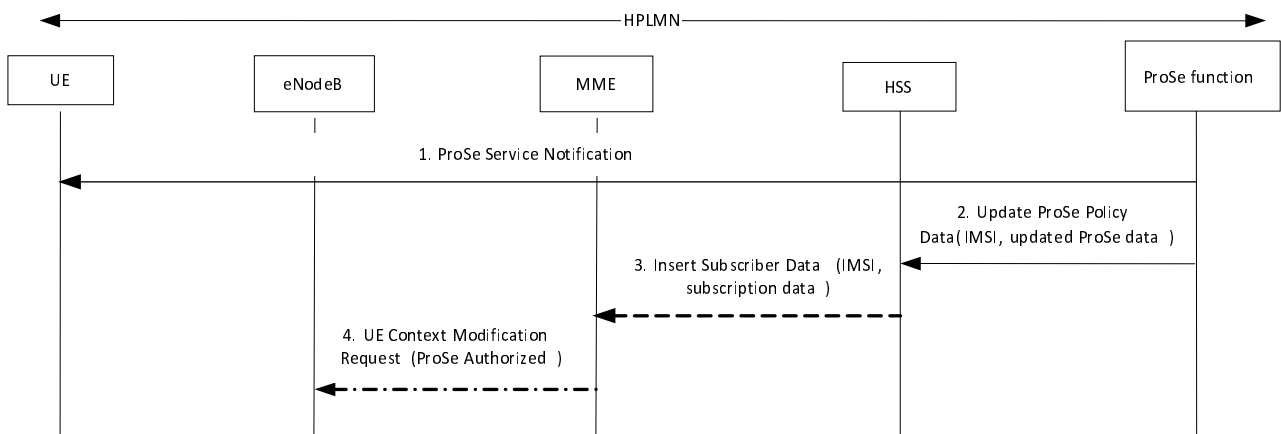 HPLMN
UE
eNodeB
MME
HSS
ProSe function
1. ProSe Service Notification
2. Update ProSe Policy
Data(IMSI, updated ProSe data )
3. Insert Subscriber Data (IMSI,
subscription data )
4. UE Context Modification
Request (ProSe Authorized )